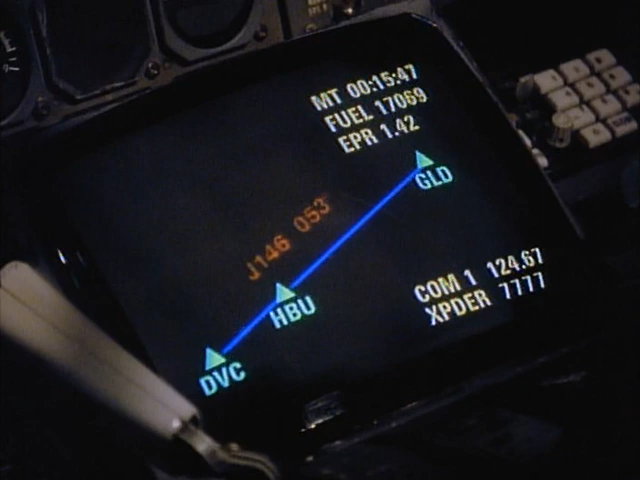 MT 00:15:47
FUEL 17069
EPR 1.42
GLD
J146 053
HBU
DVC
COM 1 124.67
XPDER 7777